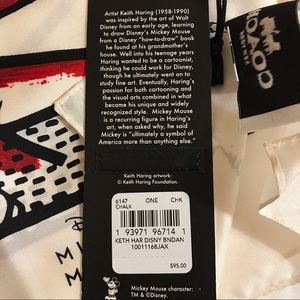 Artist Keith Haring (1958-1990)
was inspired by the art of Walt
Disney from an early age, learning
to draw Disney's Mickey Mouse
from a Disney "how-to-draw" book
he found at his grandmother's
house. Well into his teenage years
Haring wanted to be a cartoonist,
thinking he could work for Disney,
though he ultimately went on to
study fine art. Eventually, Haring's
passion for both cartooning and
the visual arts combined in what
became his unique and widely
recognized style. Mickey Mouse
is a recurring figure in Haring's
art, when asked why, he said
Mickey is "ultimately a symbol of
America more than anything else."
Keith Haring artwork
© Keith Haring Foundation.
6147 ONE CHK
CHALK
1 93971 96714 1
KETH HAR DISNY BNDAN
10011168JAX
$95.00
Mickey Mouse character:
TM & ©Disney.
COACH